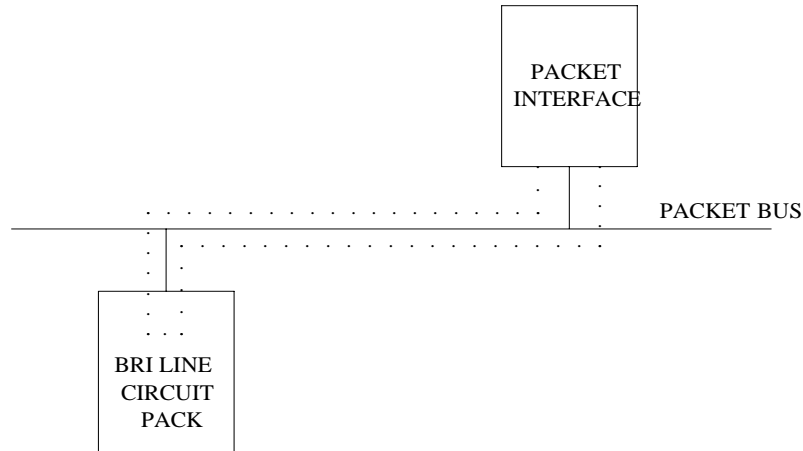 PACKET
INTERFACE
PACKET BUS
BRI LINE
CIRCUIT
PACK